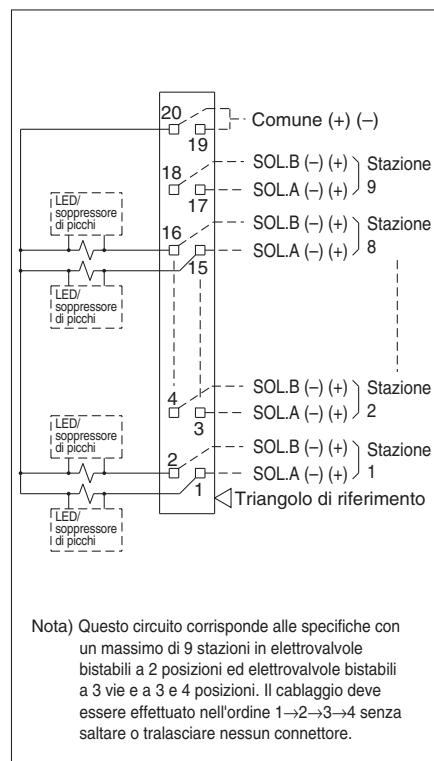 20
Comune (+) (–)
19
18
SOL.B (–) (+)
Stazione
17
SOL.A (–) (+)
9
LED/
soppressore
di picchi
16
SOL.B (–) (+)
Stazione
15
SOL.A (–) (+)
8
LED/
soppressore
di picchi
4
SOL.B (–) (+)
Stazione
3
SOL.A (–) (+)
2
LED/
soppressore
di picchi
2
SOL.B (–) (+)
Stazione
1
SOL.A (–) (+)
1
Triangolo di riferimento
LED/
soppressore
di picchi
Nota) Questo circuito corrisponde alle specifiche con
un massimo di 9 stazioni in elettrovalvole
bistabili a 2 posizioni ed elettrovalvole bistabili
a 3 vie e a 3 e 4 posizioni. Il cablaggio deve
essere effettuato nell'ordine 1→2→3→4 senza
saltare o tralasciare nessun connettore.